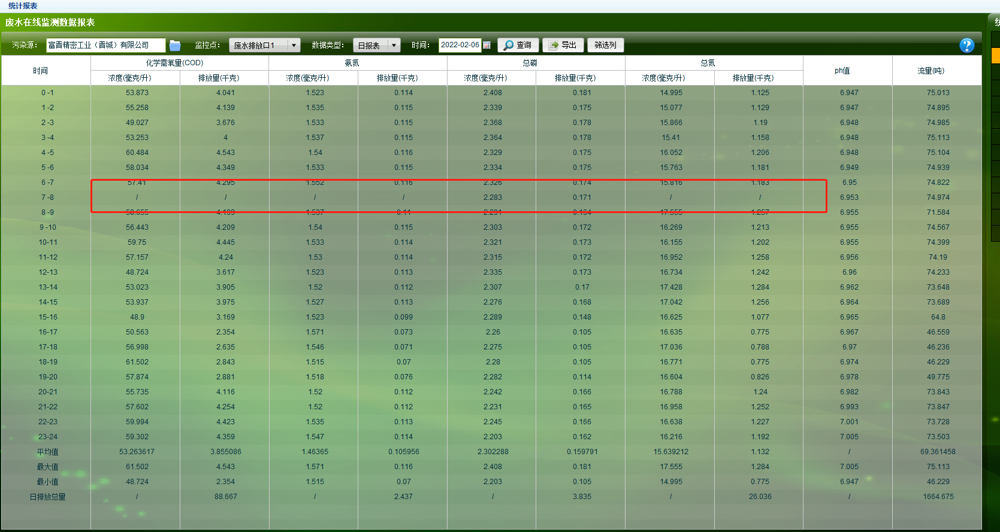 统计报表
废水在线监测数据报表
污染源： 富晋精密工业（晋城）有限公司 监控点： 废水排放口1 数据类型： 日报表 时间： 2022-02-06 查询 导出 筛选列
时间 化学需氧量(COD) 氨氮 总磷 总氮 ph值 流量(吨)
浓度(毫克/升) 排放量(千克) 浓度(毫克/升) 排放量(千克) 浓度(毫克/升) 排放量(千克) 浓度(毫克/升) 排放量(千克)
0 -1 53.873 4.041 1.523 0.114 2.408 0.181 14.995 1.125 6.947 75.013
1 -2 55.258 4.139 1.535 0.115 2.339 0.175 15.077 1.129 6.947 74.895
2 -3 49.027 3.676 1.533 0.115 2.368 0.178 15.866 1.19 6.948 74.985
3 -4 53.253 4 1.537 0.115 2.364 0.178 15.41 1.158 6.948 75.113
4 -5 60.484 4.543 1.54 0.116 2.329 0.175 16.052 1.206 6.948 75.104
5 -6 58.034 4.349 1.533 0.115 2.334 0.175 15.763 1.181 6.949 74.939
6 -7 57.41 4.295 1.552 0.116 2.326 0.174 15.816 1.183 6.95 74.822
7 -8 / / / / 2.283 0.171 / / 6.953 74.974
8 -9 58.655 4.199 1.537 0.11 2.291 0.164 17.555 1.257 6.955 71.584
9 -10 56.443 4.209 1.54 0.115 2.303 0.172 16.269 1.213 6.955 74.567
10-11 59.75 4.445 1.533 0.114 2.321 0.173 16.155 1.202 6.955 74.399
11-12 57.157 4.24 1.53 0.114 2.315 0.172 16.952 1.258 6.956 74.19
12-13 48.724 3.617 1.523 0.113 2.335 0.173 16.734 1.242 6.96 74.233
13-14 53.023 3.905 1.52 0.112 2.307 0.17 17.428 1.284 6.962 73.648
14-15 53.937 3.975 1.527 0.113 2.276 0.168 17.042 1.256 6.964 73.689
15-16 48.9 3.169 1.523 0.099 2.289 0.148 16.625 1.077 6.965 64.8
16-17 50.563 2.354 1.571 0.073 2.26 0.105 16.635 0.775 6.967 46.559
17-18 56.998 2.635 1.546 0.071 2.275 0.105 17.036 0.788 6.97 46.236
18-19 61.502 2.843 1.515 0.07 2.28 0.105 16.771 0.775 6.974 46.229
19-20 57.874 2.881 1.518 0.076 2.282 0.114 16.604 0.826 6.978 49.775
20-21 55.735 4.116 1.52 0.112 2.242 0.166 16.788 1.24 6.982 73.843
21-22 57.602 4.254 1.52 0.112 2.231 0.165 16.958 1.252 6.993 73.847
22-23 59.994 4.423 1.535 0.113 2.245 0.166 16.638 1.227 7.001 73.728
23-24 59.302 4.359 1.547 0.114 2.203 0.162 16.216 1.192 7.005 73.503
平均值 53.263617 3.855086 1.46365 0.105956 2.302288 0.159791 15.639212 1.132 / 69.361458
最大值 61.502 4.543 1.571 0.116 2.408 0.181 17.555 1.284 7.005 75.113
最小值 48.724 2.354 1.515 0.07 2.203 0.105 14.995 0.775 6.947 46.229
日排放总量 / 88.667 / 2.437 / 3.835 / 26.036 / 1664.675